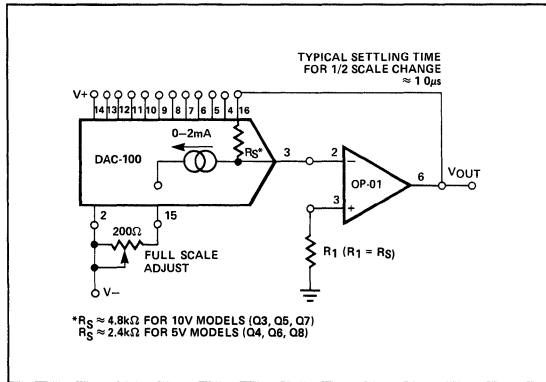 TYPICAL SETTLING TIME
FOR 1/2 SCALE CHANGE
≈ 1 0μs
V+
14 13 12 11 10 9 8 7 6 5 4 16
0–2mA
RS*
DAC-100
3
2
OP-01
6
VOUT
3
+
−
2
15
200Ω
FULL SCALE
ADJUST
R1 (R1 = RS)
V−
*RS ≈ 4.8kΩ FOR 10V MODELS (Q3, Q5, Q7)
RS ≈ 2.4kΩ FOR 5V MODELS (Q4, Q6, Q8)